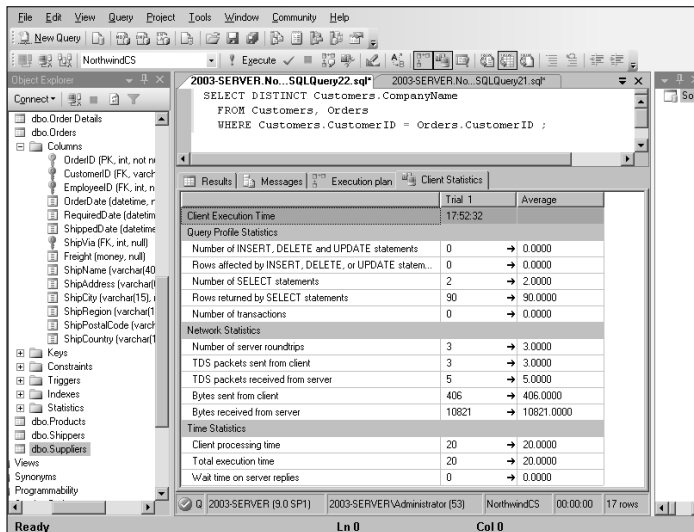 File Edit View Query Project Tools Window Community Help
New Query
NorthwindCS Execute
Object Explorer
Connect
dbo.Order Details
dbo.Orders
Columns
OrderID (PK, int, not n
CustomerID (FK, varch
EmployeeID (FK, int, n
OrderDate (datetime, n
RequiredDate (datetim
ShippedDate (datetime
ShipVia (FK, int, null)
Freight (money, null)
ShipName (varchar(40
ShipAddress (varchar(
ShipCity (varchar(15),
ShipRegion (varchar(1
ShipPostalCode (varch
ShipCountry (varchar(1
Keys
Constraints
Triggers
Indexes
Statistics
dbo.Products
dbo.Shippers
dbo.Suppliers
Views
Synonyms
Programmability
2003-SERVER.No...SQLQuery22.sql* 2003-SERVER.No...SQLQuery21.sql*
SELECT DISTINCT Customers.CompanyName
FROM Customers, Orders
WHERE Customers.CustomerID = Orders.CustomerID ;
Results Messages Execution plan Client Statistics
Trial 1 Average
Client Execution Time 17:52:32
Query Profile Statistics
Number of INSERT, DELETE and UPDATE statements 0 → 0.0000
Rows affected by INSERT, DELETE, or UPDATE statem... 0 → 0.0000
Number of SELECT statements 2 → 2.0000
Rows returned by SELECT statements 90 → 90.0000
Number of transactions 0 → 0.0000
Network Statistics
Number of server roundtrips 3 → 3.0000
TDS packets sent from client 3 → 3.0000
TDS packets received from server 5 → 5.0000
Bytes sent from client 406 → 406.0000
Bytes received from server 10821 → 10821.0000
Time Statistics
Client processing time 20 → 20.0000
Total execution time 20 → 20.0000
Wait time on server replies 0 → 0.0000
Q 2003-SERVER (9.0 SP1) 2003-SERVER\Administrator (53) NorthwindCS 00:00:00 17 rows
So
Ready Ln 0 Col 0